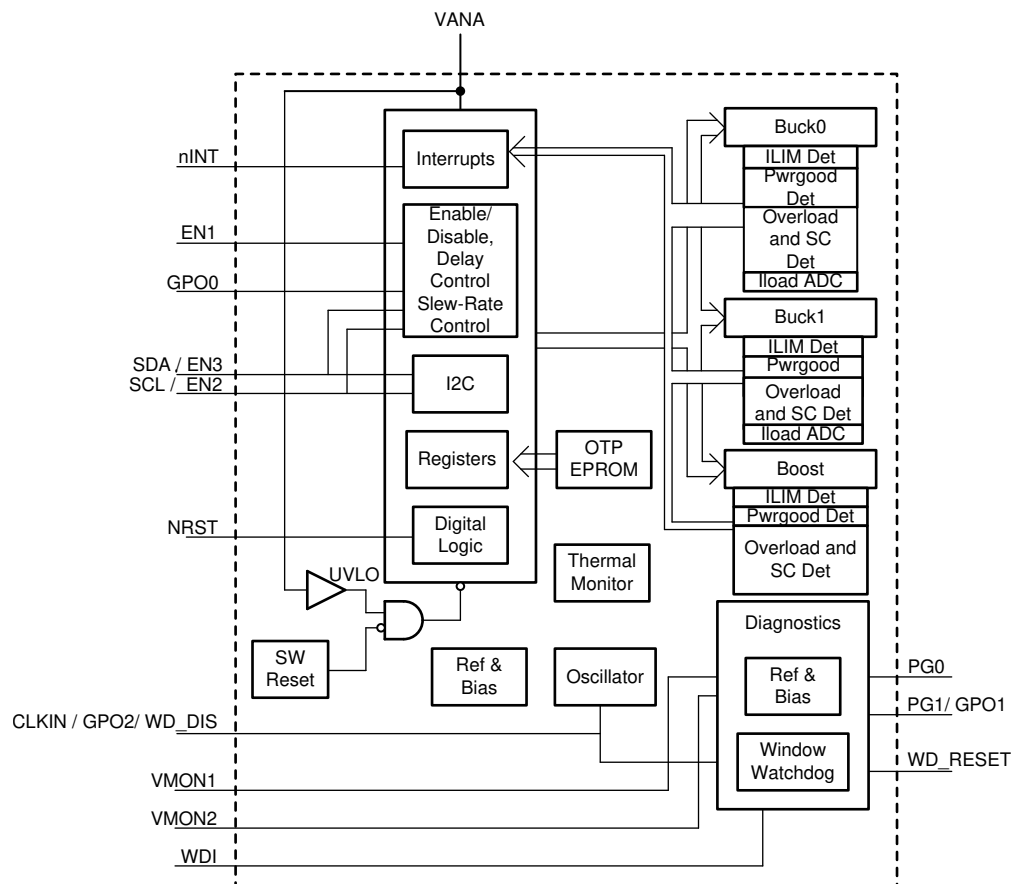 VANA
nINT
EN1
GPO0
SDA / EN3
SCL / EN2
NRST
CLKIN / GPO2/ WD_DIS
VMON1
VMON2
WDI
Interrupts
Enable/
Disable,
Delay
Control
Slew-Rate
Control
I2C
Registers
Digital
Logic
OTP
EPROM
Thermal
Monitor
UVLO
SW
Reset
Ref &
Bias
Oscillator
Buck0
ILIM Det
Pwrgood
Det
Overload
and SC
Det
Iload ADC
Buck1
ILIM Det
Pwrgood
Overload
and SC Det
Iload ADC
Boost
ILIM Det
Pwrgood Det
Overload and
SC Det
Diagnostics
Ref &
Bias
Window
Watchdog
PG0
PG1/ GPO1
WD_RESET